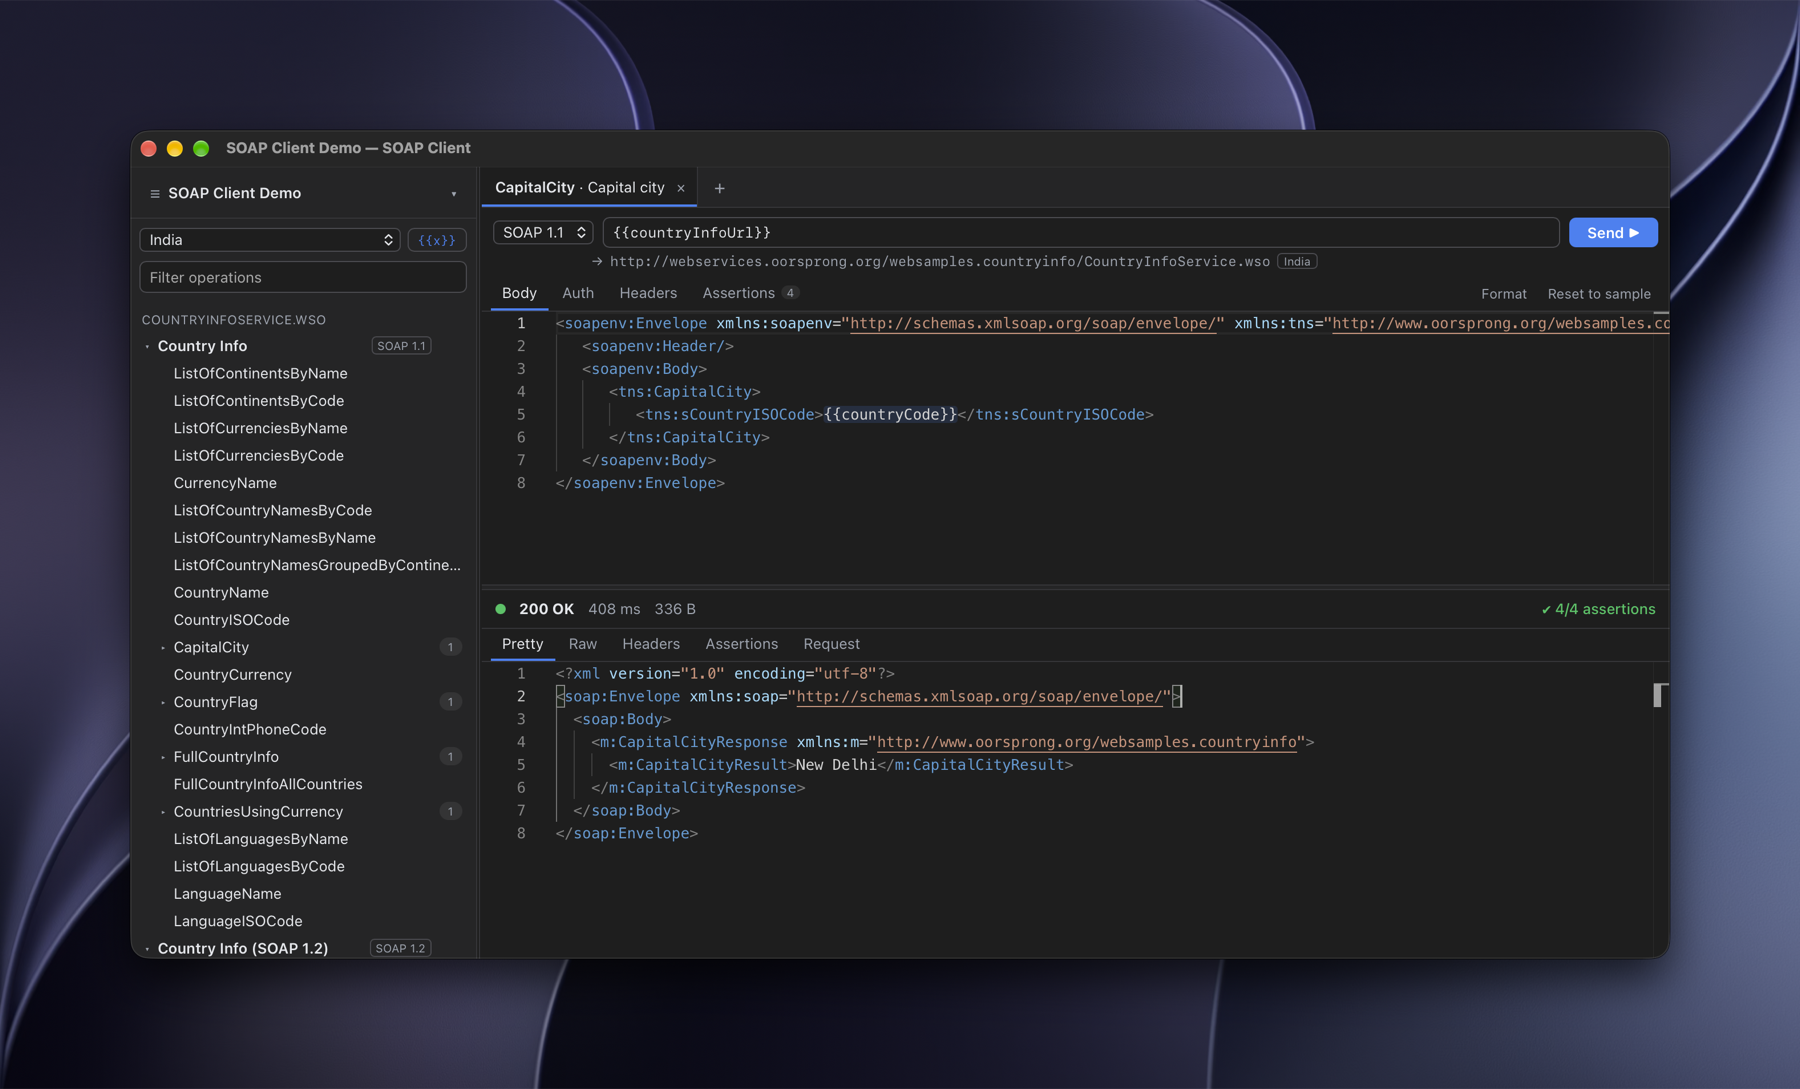 SOAP Client Demo — SOAP Client
SOAP Client Demo
India
{{x}}
Filter operations
COUNTRYINFOSERVICE.WSO
Country Info SOAP 1.1
ListOfContinentsByName
ListOfContinentsByCode
ListOfCurrenciesByName
ListOfCurrenciesByCode
CurrencyName
ListOfCountryNamesByCode
ListOfCountryNamesByName
ListOfCountryNamesGroupedByContine...
CountryName
CountryISOCode
CapitalCity 1
CountryCurrency
CountryFlag 1
CountryIntPhoneCode
FullCountryInfo 1
FullCountryInfoAllCountries
CountriesUsingCurrency 1
ListOfLanguagesByName
ListOfLanguagesByCode
LanguageName
LanguageISOCode
Country Info (SOAP 1.2) SOAP 1.2
CapitalCity · Capital city × +
SOAP 1.1 {{countryInfoUrl}} Send ▶
→ http://webservices.oorsprong.org/websamples.countryinfo/CountryInfoService.wso India
Body Auth Headers Assertions 4 Format Reset to sample
1 <soapenv:Envelope xmlns:soapenv="http://schemas.xmlsoap.org/soap/envelope/" xmlns:tns="http://www.oorsprong.org/websamples.co
2 <soapenv:Header/>
3 <soapenv:Body>
4 <tns:CapitalCity>
5 <tns:sCountryISOCode>{{countryCode}}</tns:sCountryISOCode>
6 </tns:CapitalCity>
7 </soapenv:Body>
8 </soapenv:Envelope>
200 OK 408 ms 336 B ✓ 4/4 assertions
Pretty Raw Headers Assertions Request
1 <?xml version="1.0" encoding="utf-8"?>
2 <soap:Envelope xmlns:soap="http://schemas.xmlsoap.org/soap/envelope/">
3 <soap:Body>
4 <m:CapitalCityResponse xmlns:m="http://www.oorsprong.org/websamples.countryinfo">
5 <m:CapitalCityResult>New Delhi</m:CapitalCityResult>
6 </m:CapitalCityResponse>
7 </soap:Body>
8 </soap:Envelope>